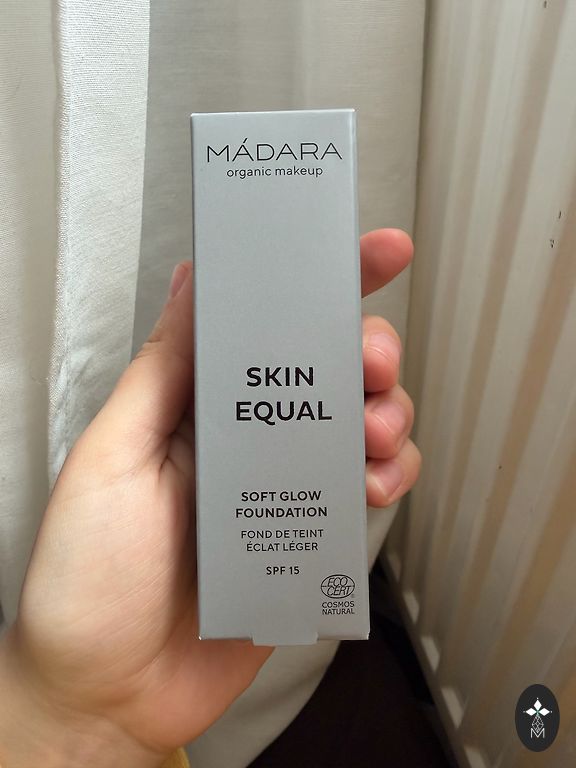 MÁDARA
organic makeup
SKIN
EQUAL
SOFT GLOW
FOUNDATION
FOND DE TEINT
ÉCLAT LÉGER
SPF 15
ECO
CERT®
COSMOS
NATURAL
M